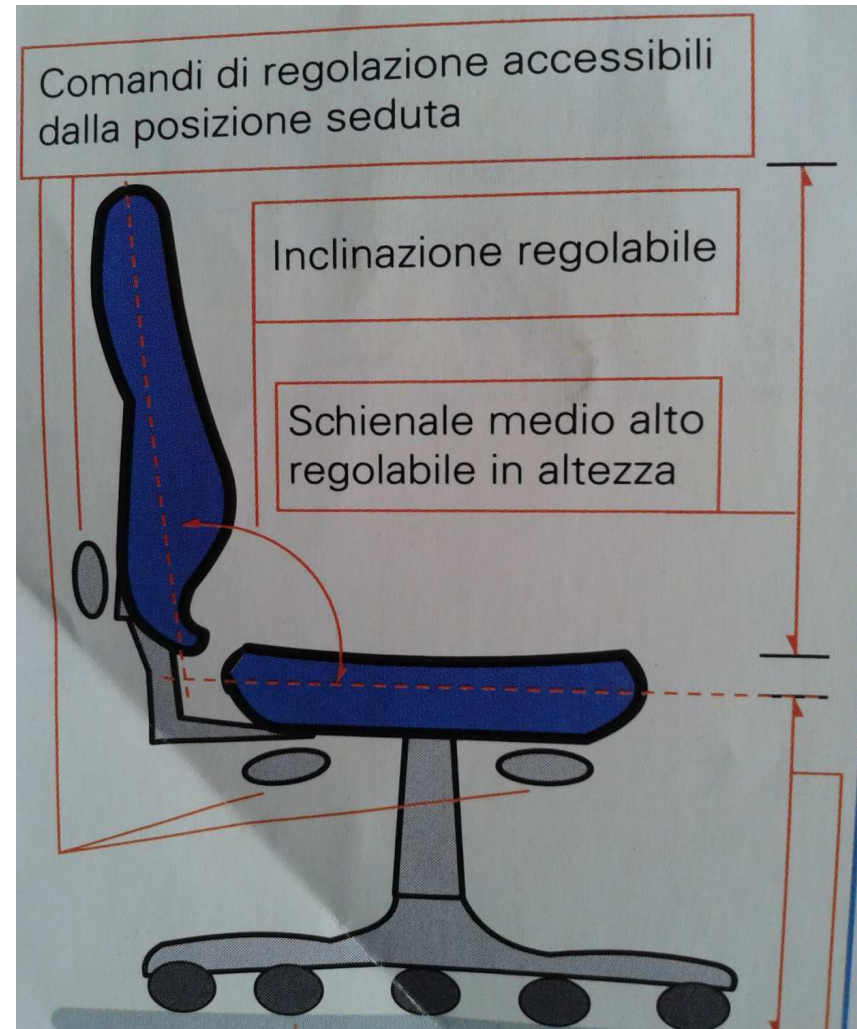 Comandi di regolazione accessibili
dalla posizione seduta
Inclinazione regolabile
Schienale medio alto
regolabile in altezza